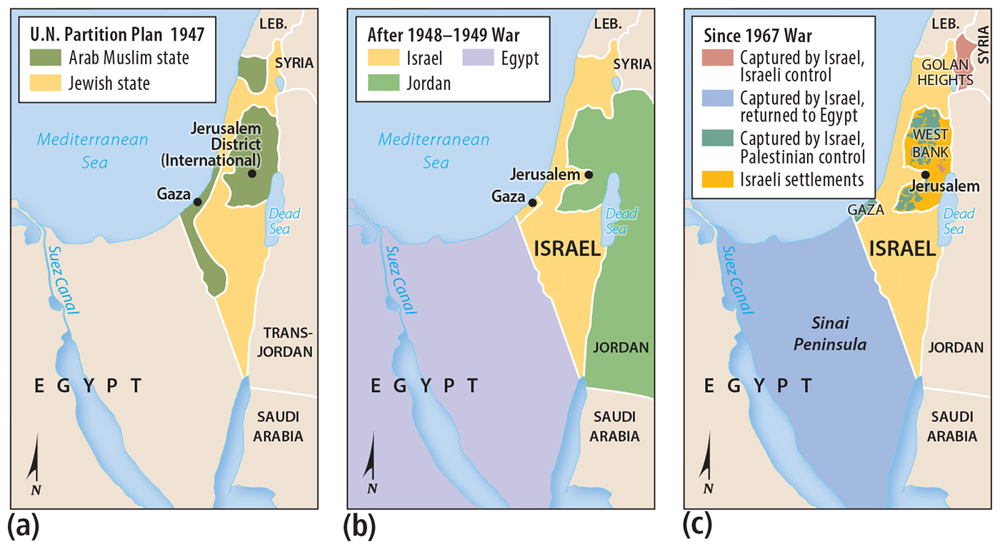 U.N. Partition Plan 1947
Arab Muslim state
Jewish state
LEB.
SYRIA
Mediterranean
Sea
Jerusalem
District
(International)
Gaza
Dead
Sea
Suez Canal
TRANS-
JORDAN
EGYPT
SAUDI
ARABIA
N
(a)
After 1948–1949 War
Israel
Egypt
Jordan
LEB.
SYRIA
Mediterranean
Sea
Jerusalem
Gaza
Dead
Sea
ISRAEL
Suez Canal
JORDAN
EGYPT
SAUDI
ARABIA
N
(b)
Since 1967 War
Captured by Israel,
Israeli control
Captured by Israel,
returned to Egypt
Captured by Israel,
Palestinian control
Israeli settlements
LEB.
SYRIA
GOLAN
HEIGHTS
WEST
BANK
Jerusalem
GAZA
Dead
Sea
ISRAEL
Suez Canal
Sinai
Peninsula
JORDAN
EGYPT
SAUDI
ARABIA
N
(c)